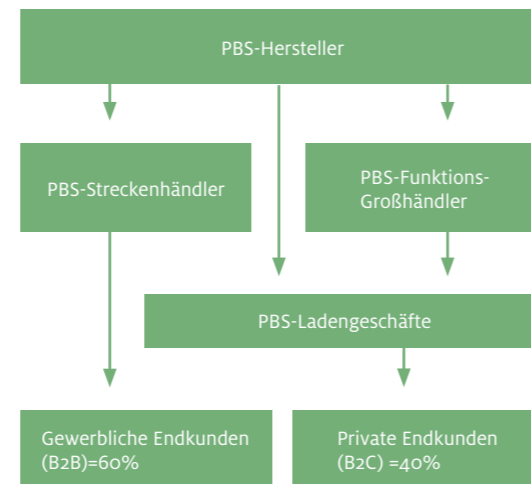 PBS-Hersteller
PBS-Streckenhändler
PBS-Funktions-
Großhändler
PBS-Ladengeschäfte
Gewerbliche Endkunden
(B2B)=60%
Private Endkunden
(B2C) =40%